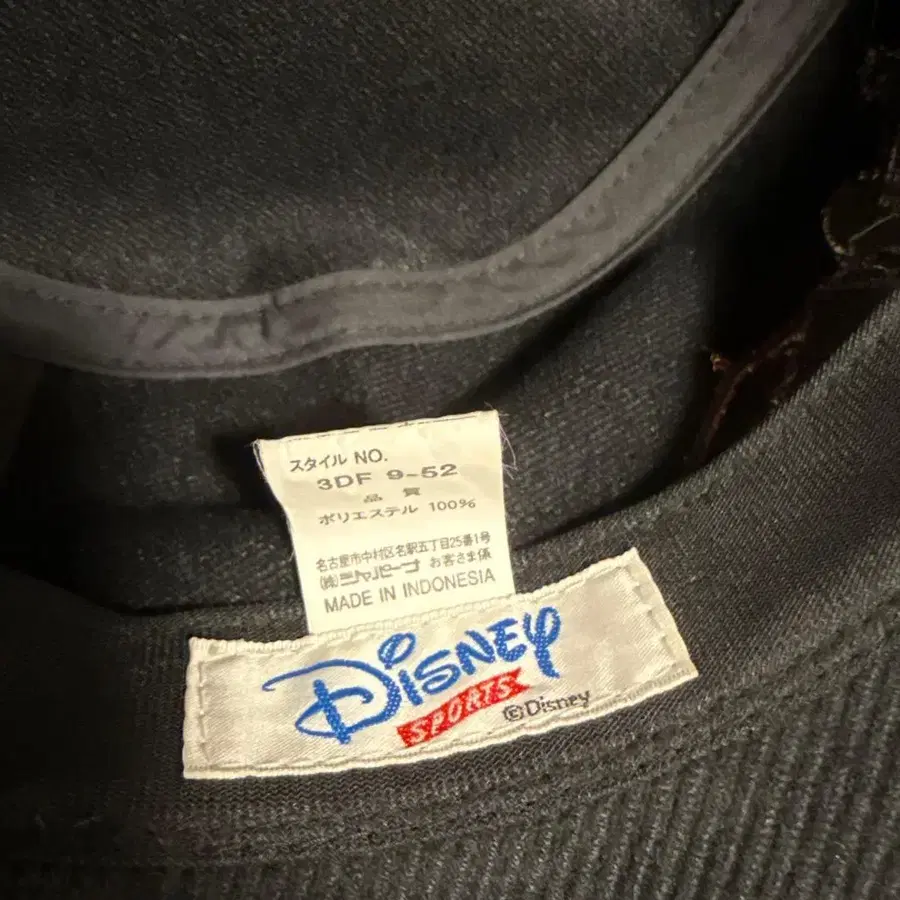 スタイル NO.
3DF 9-52
品 質
ポリエステル 100%
名古屋市中村区名駅五丁目25番1号
㈱ジャパーナ お客さま係
MADE IN INDONESIA
DISNEY
SPORTS
©Disney